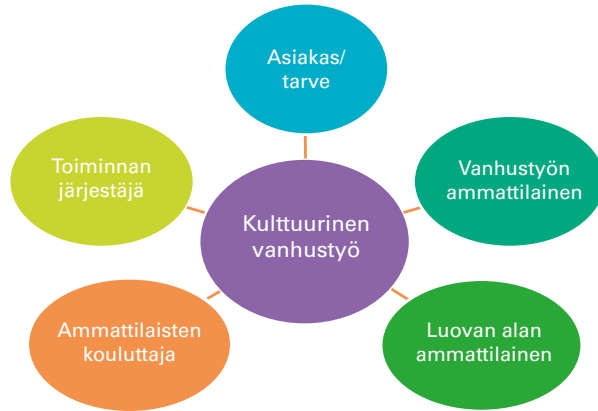 Asiakas/
tarve
Toiminnan
järjestäjä
Vanhustyön
ammattilainen
Kulttuurinen
vanhustyö
Ammattilaisten
kouluttaja
Luovan alan
ammattilainen